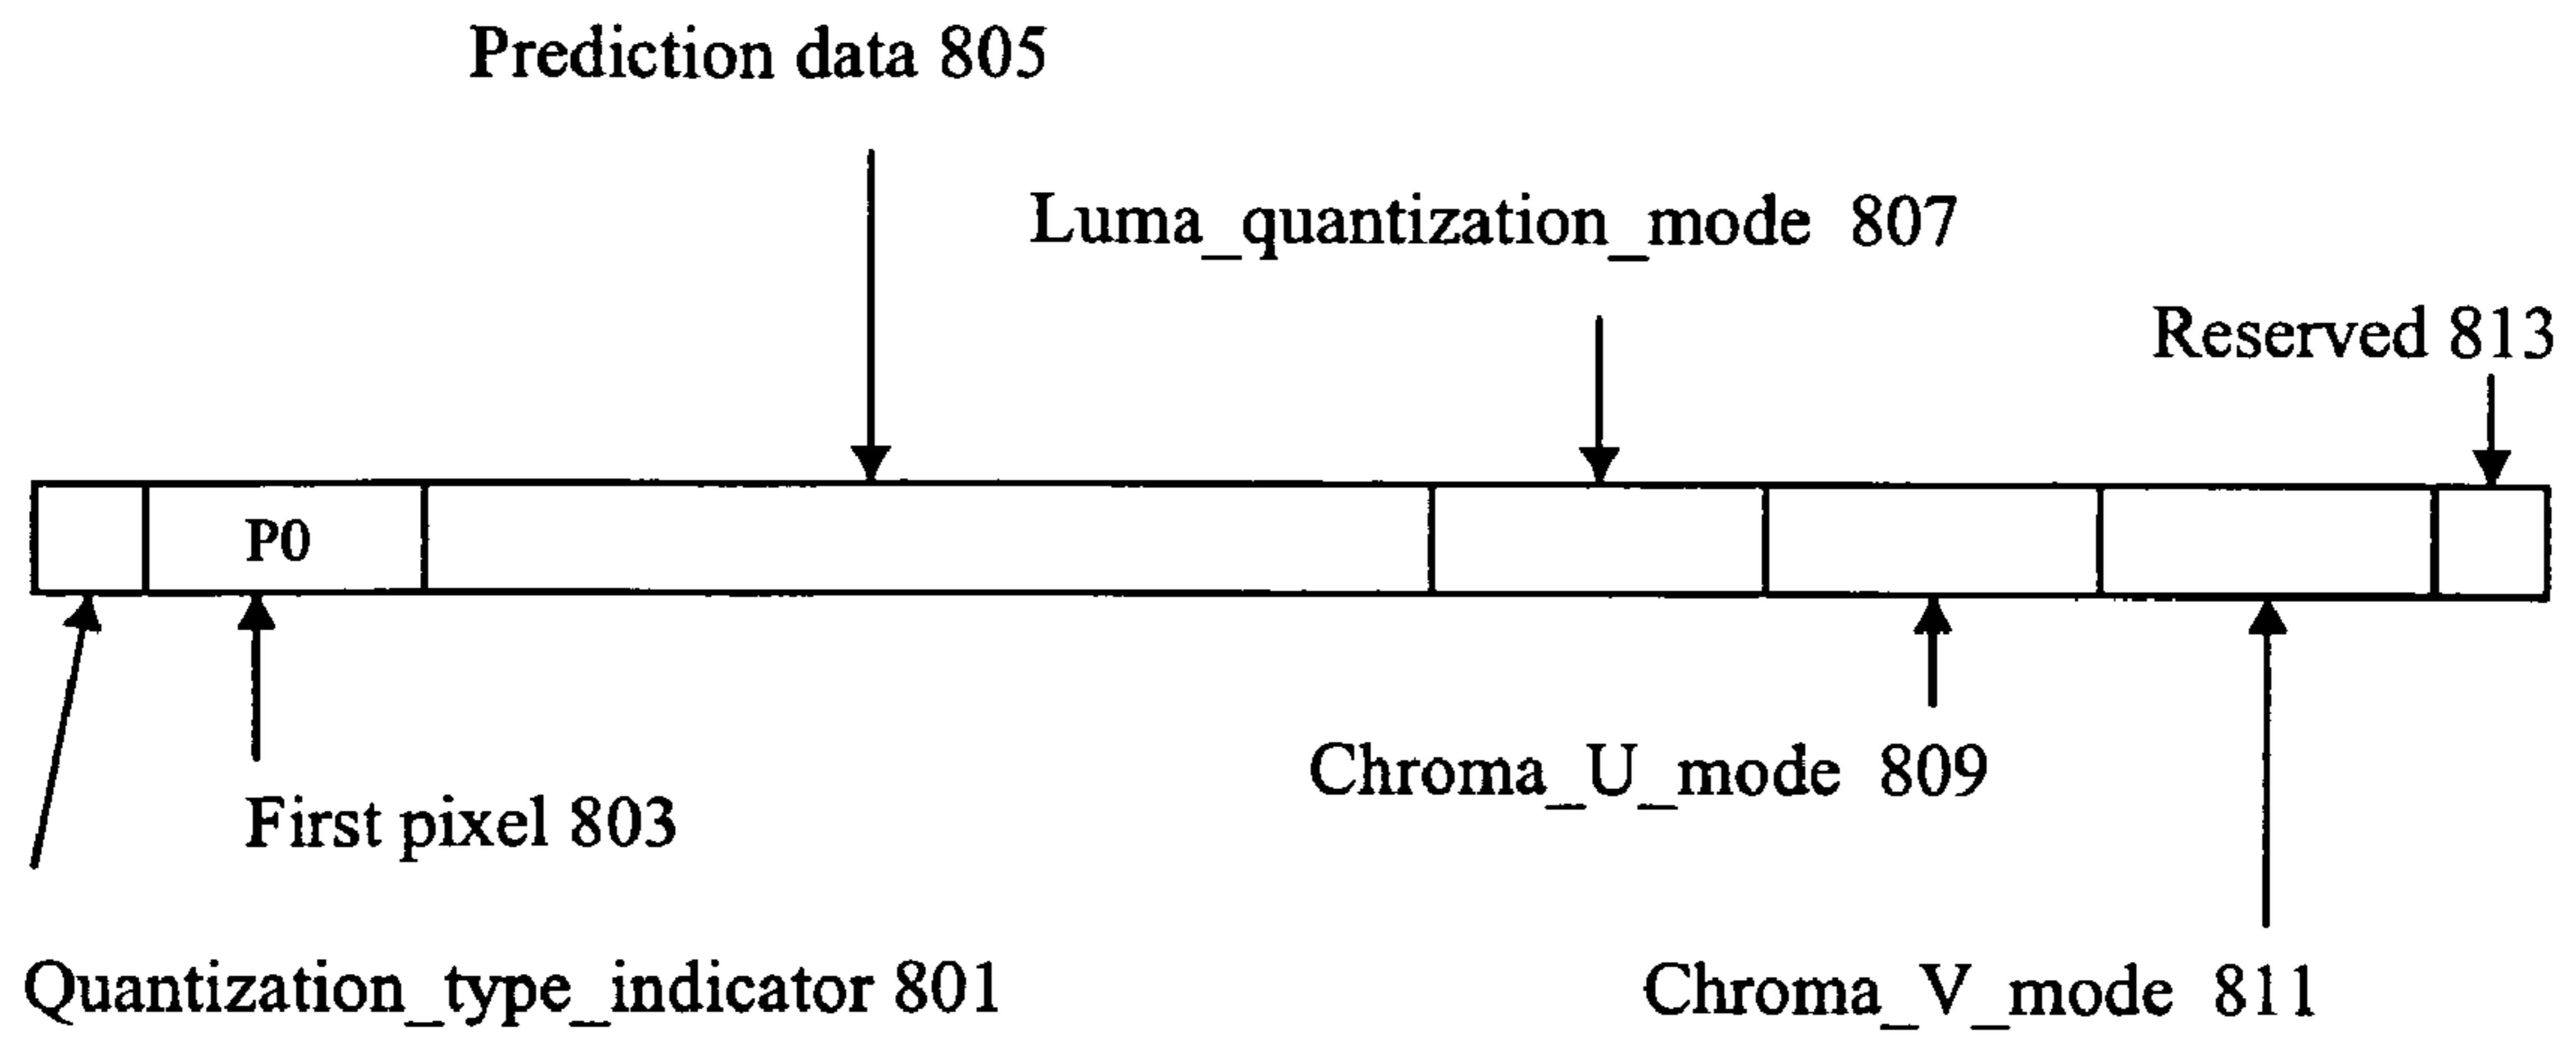 Prediction data 805
Luma_quantization_mode 807
Reserved 813
P0
Chroma_U_mode 809
First pixel 803
Quantization_type_indicator 801
Chroma_V_mode 811